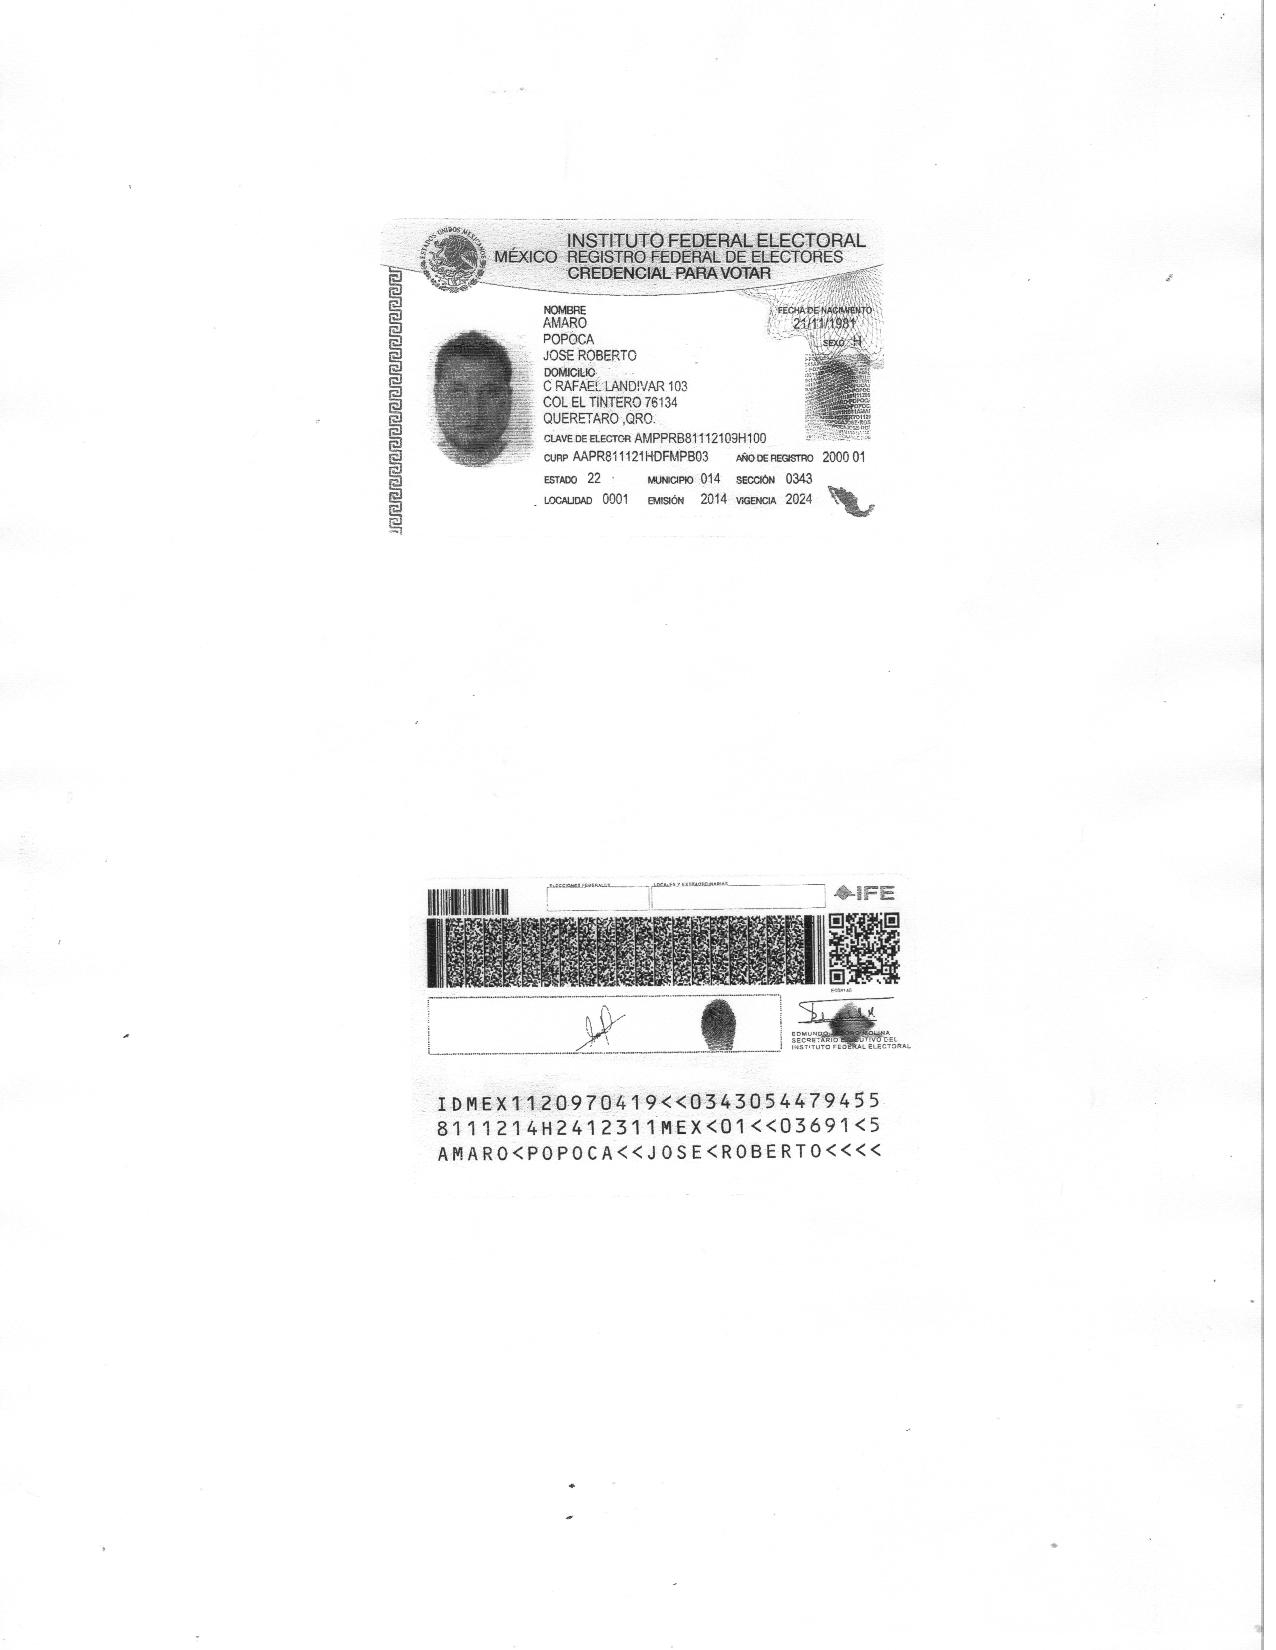 ESTADOS UNIDOS MEXICANOS
INSTITUTO FEDERAL ELECTORAL
MÉXICO REGISTRO FEDERAL DE ELECTORES
CREDENCIAL PARA VOTAR
NOMBRE
AMARO
POPOCA
JOSE ROBERTO
FECHA DE NACIMIENTO
21/11/1981
SEXO H
DOMICILIO
C RAFAEL LANDIVAR 103
COL EL TINTERO 76134
QUERETARO ,QRO.
CLAVE DE ELECTOR AMPPRB81112109H100
CURP AAPR811121HDFMPB03 AÑO DE REGISTRO 2000 01
ESTADO 22 MUNICIPIO 014 SECCIÓN 0343
LOCALIDAD 0001 EMISIÓN 2014 VIGENCIA 2024
ELECCIONES FEDERALES LOCALES Y EXTRAORDINARIAS
IFE
EDMUNDO MOLINA
SECRETARIO EJECUTIVO DEL
INSTITUTO FEDERAL ELECTORAL
IDMEX1120970419<<0343054479455
8111214H2412311MEX<01<<03691<5
AMARO<POPOCA<<JOSE<ROBERTO<<<<